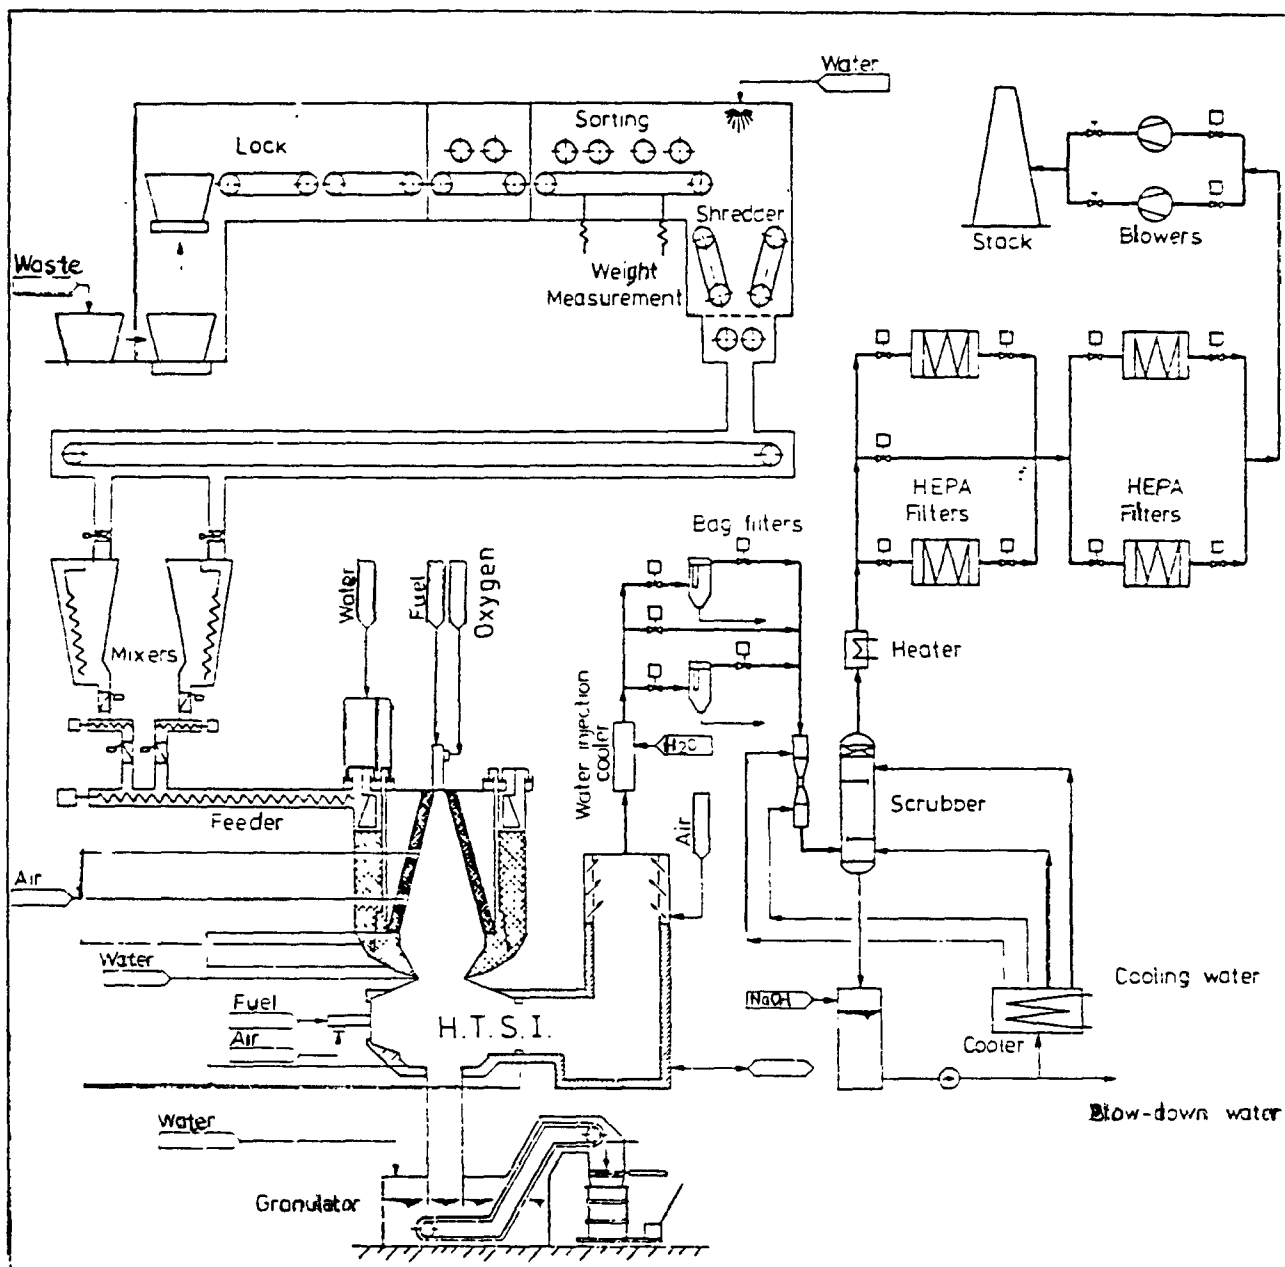 Water
Sorting
Lock
Shredder
Stack
Blowers
Waste
Weight
Measurement
HEPA
Filters
HEPA
Filters
Bag filters
Water
Fuel
Oxygen
Mixers
Heater
Water injection
cooler
H2O
Feeder
Air
Scrubber
Air
Water
Cooling water
Fuel
NaOH
H.T.S.I.
Air
Cooler
Blow-down water
Water
Granulator